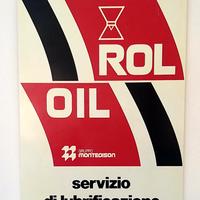 ROL
OIL
GRUPPO
MONTEDISON
servizio
di lubrificazione